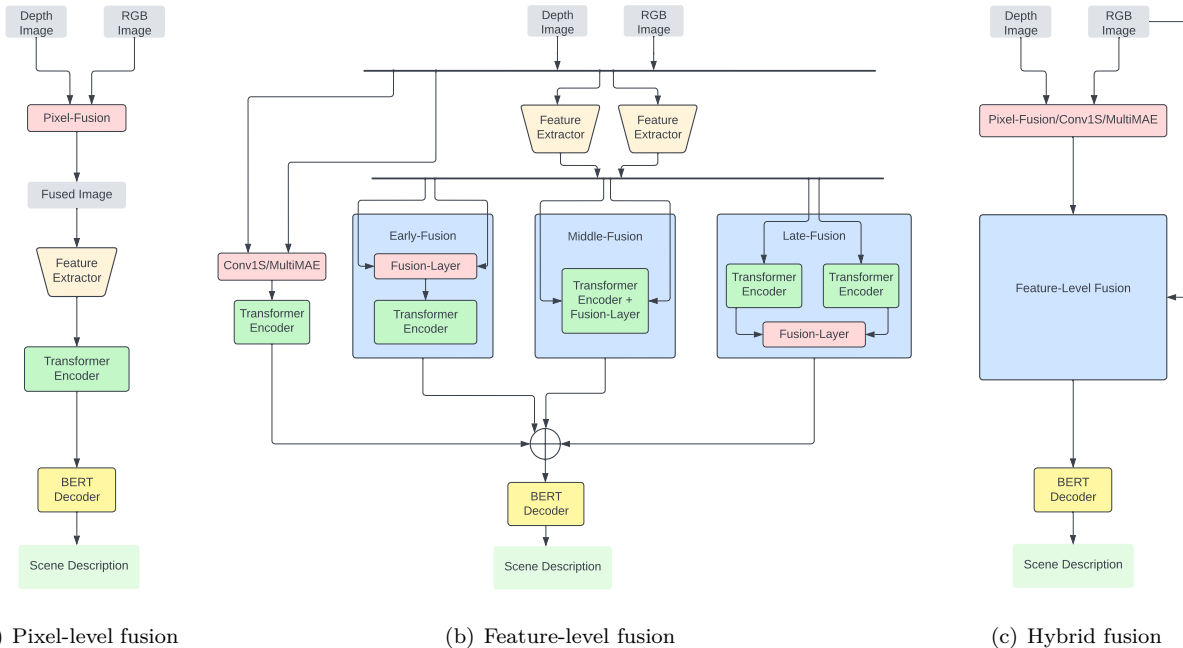 Depth
Image
RGB
Image
Pixel-Fusion
Fused Image
Feature
Extractor
Transformer
Encoder
BERT
Decoder
Scene Description
) Pixel-level fusion
Depth
Image
RGB
Image
Feature
Extractor
Feature
Extractor
Conv1S/MultiMAE
Transformer
Encoder
Early-Fusion
Fusion-Layer
Transformer
Encoder
Middle-Fusion
Transformer
Encoder +
Fusion-Layer
Late-Fusion
Transformer
Encoder
Transformer
Encoder
Fusion-Layer
BERT
Decoder
Scene Description
(b) Feature-level fusion
Depth
Image
RGB
Image
Pixel-Fusion/Conv1S/MultiMAE
Feature-Level Fusion
BERT
Decoder
Scene Description
(c) Hybrid fusion